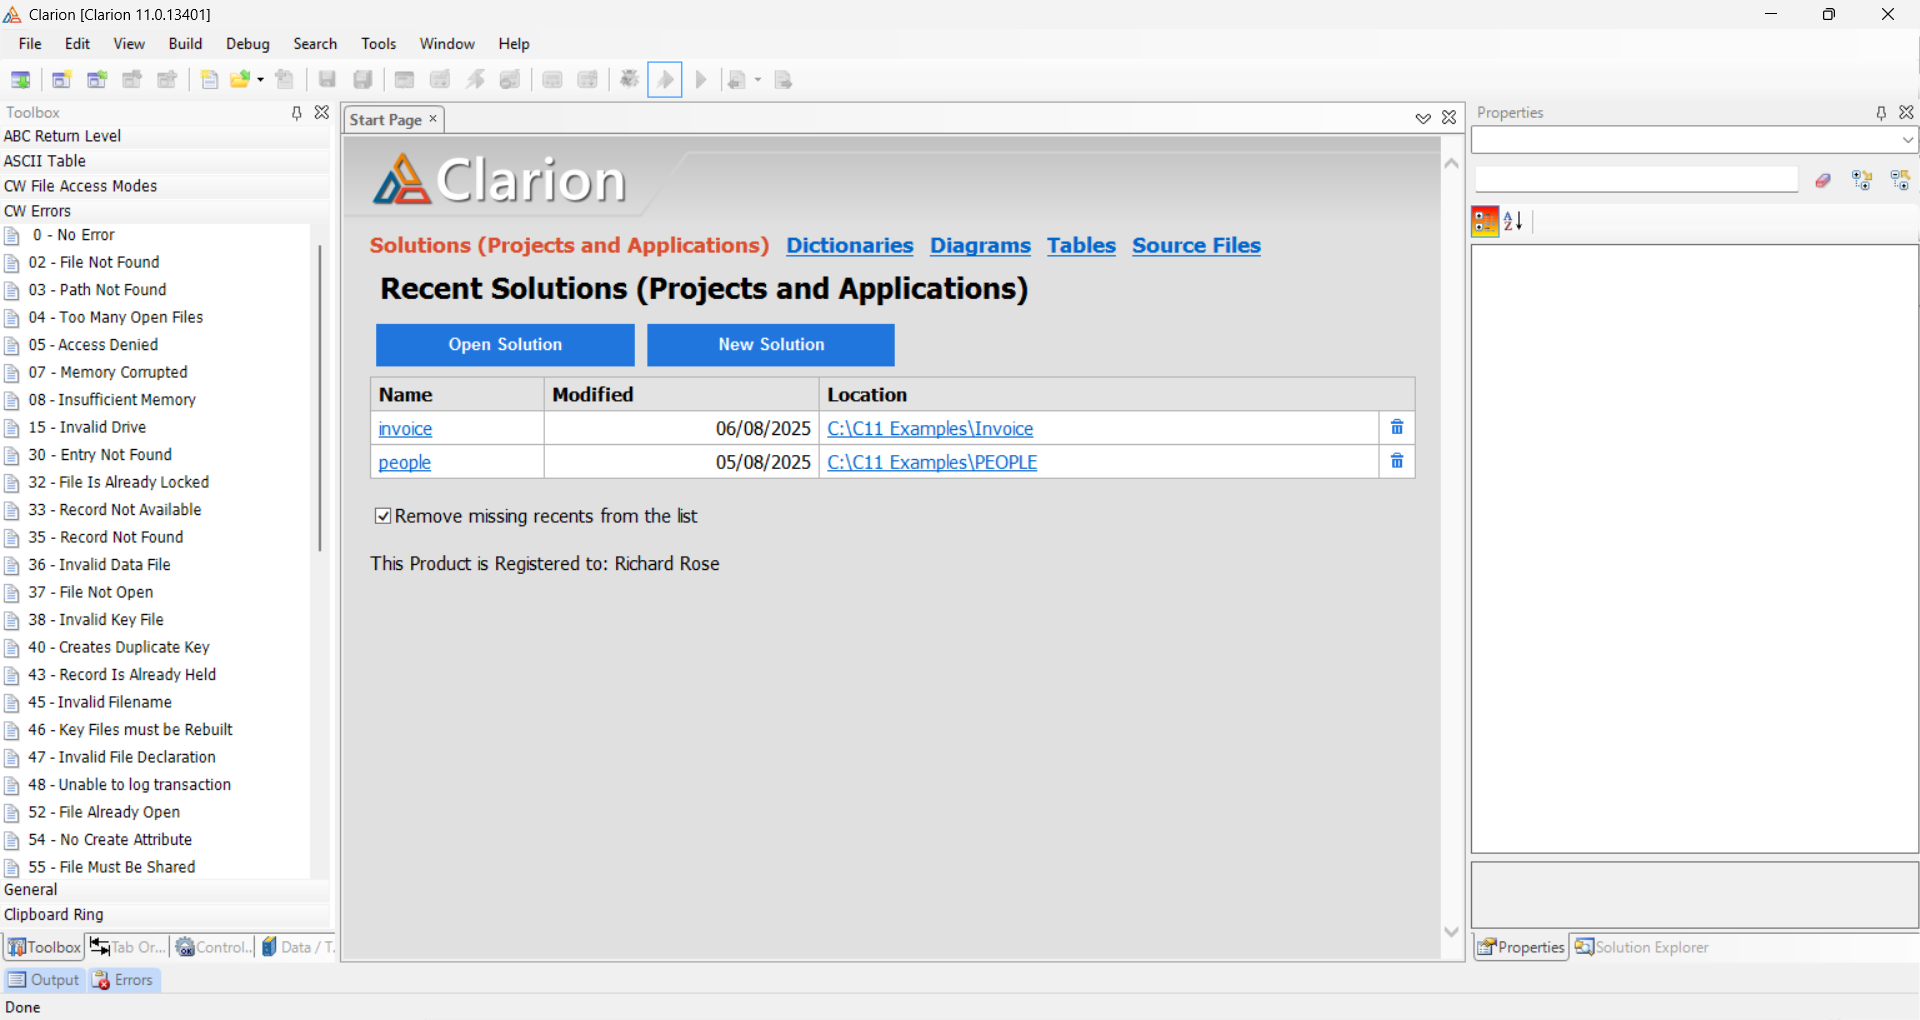 Clarion [Clarion 11.0.13401]
File Edit View Build Debug Search Tools Window Help
Toolbox
ABC Return Level
ASCII Table
CW File Access Modes
CW Errors
0 - No Error
02 - File Not Found
03 - Path Not Found
04 - Too Many Open Files
05 - Access Denied
07 - Memory Corrupted
08 - Insufficient Memory
15 - Invalid Drive
30 - Entry Not Found
32 - File Is Already Locked
33 - Record Not Available
35 - Record Not Found
36 - Invalid Data File
37 - File Not Open
38 - Invalid Key File
40 - Creates Duplicate Key
43 - Record Is Already Held
45 - Invalid Filename
46 - Key Files must be Rebuilt
47 - Invalid File Declaration
48 - Unable to log transaction
52 - File Already Open
54 - No Create Attribute
55 - File Must Be Shared
General
Clipboard Ring
Toolbox Tab Or... Control... Data / T...
Start Page
Clarion
Solutions (Projects and Applications) Dictionaries Diagrams Tables Source Files
Recent Solutions (Projects and Applications)
Open Solution New Solution
Name Modified Location
invoice 06/08/2025 C:\C11 Examples\Invoice
people 05/08/2025 C:\C11 Examples\PEOPLE
Remove missing recents from the list
This Product is Registered to: Richard Rose
Properties
Properties Solution Explorer
Output Errors
Done